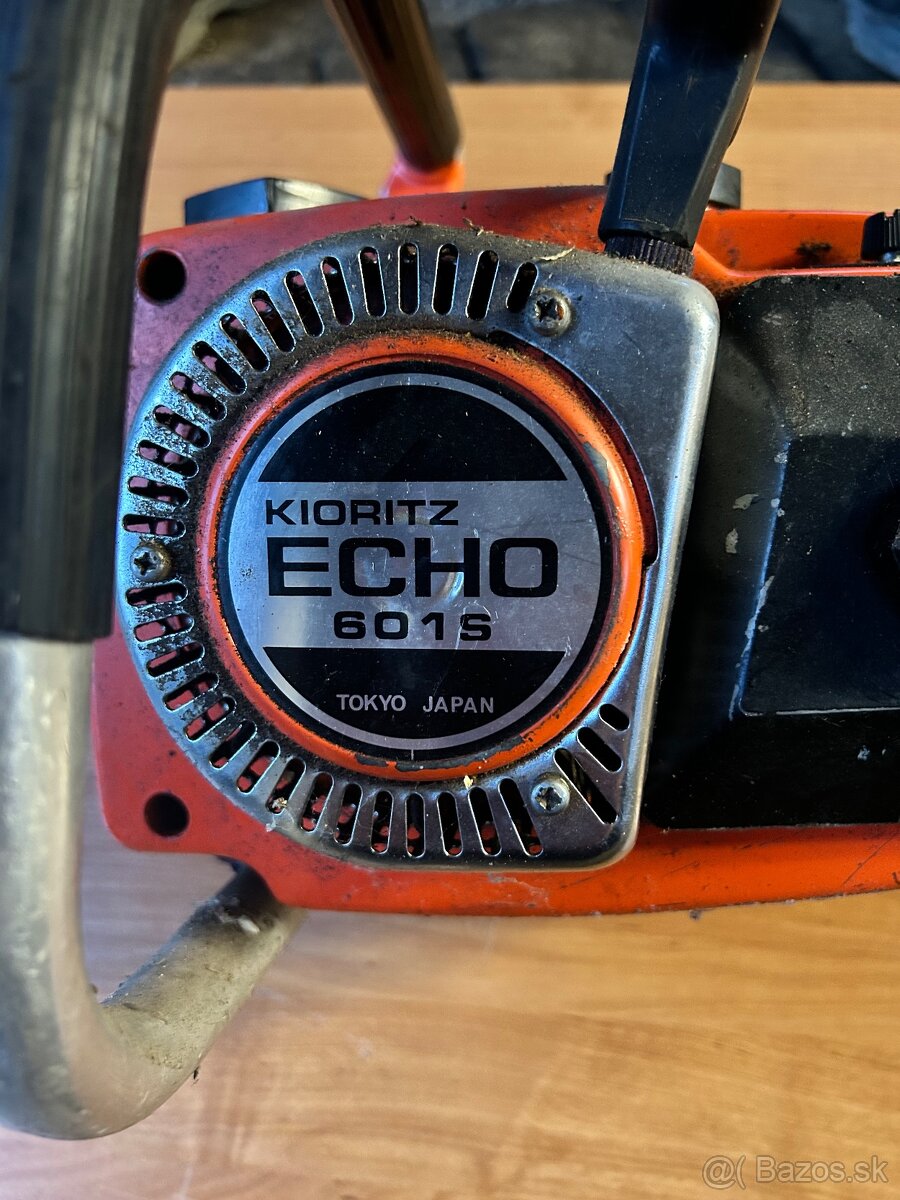 KIORITZ
ECHO
601S
TOKYO JAPAN
@( Bazos.sk